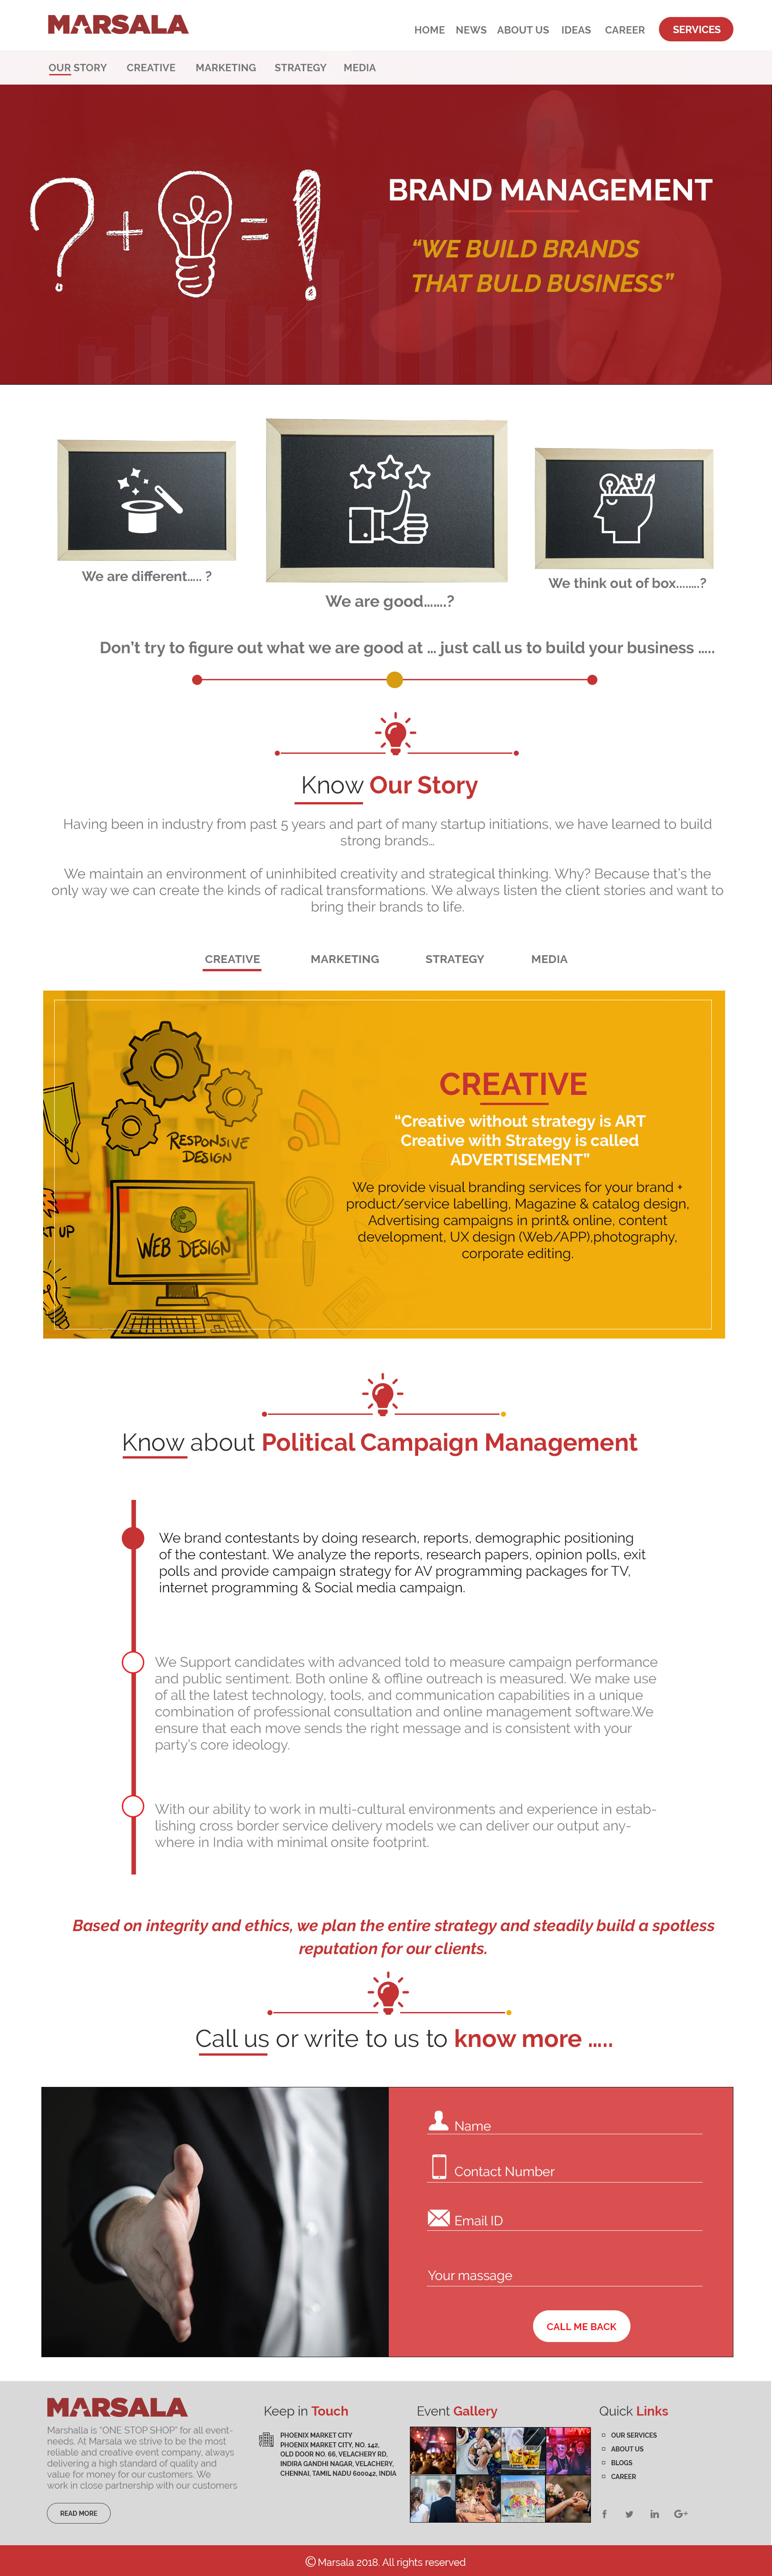 MARSALA
HOME NEWS ABOUT US IDEAS CAREER SERVICES
OUR STORY CREATIVE MARKETING STRATEGY MEDIA
BRAND MANAGEMENT
“WE BUILD BRANDS
THAT BULD BUSINESS”
We are different..... ?
We are good.......?
We think out of box........?
Don't try to figure out what we are good at ... just call us to build your business .....
Know Our Story
Having been in industry from past 5 years and part of many startup initiations, we have learned to build
strong brands...
We maintain an environment of uninhibited creativity and strategical thinking. Why? Because that's the
only way we can create the kinds of radical transformations. We always listen the client stories and want to
bring their brands to life.
CREATIVE MARKETING STRATEGY MEDIA
RESPONSIVE
DESIGN
RT UP
WEB DESIGN
CREATIVE
“Creative without strategy is ART
Creative with Strategy is called
ADVERTISEMENT”
We provide visual branding services for your brand +
product/service labelling, Magazine & catalog design,
Advertising campaigns in print& online, content
development, UX design (Web/APP),photography,
corporate editing.
Know about Political Campaign Management
We brand contestants by doing research, reports, demographic positioning
of the contestant. We analyze the reports, research papers, opinion polls, exit
polls and provide campaign strategy for AV programming packages for TV,
internet programming & Social media campaign.
We Support candidates with advanced told to measure campaign performance
and public sentiment. Both online & offline outreach is measured. We make use
of all the latest technology, tools, and communication capabilities in a unique
combination of professional consultation and online management software.We
ensure that each move sends the right message and is consistent with your
party's core ideology.
With our ability to work in multi-cultural environments and experience in estab-
lishing cross border service delivery models we can deliver our output any-
where in India with minimal onsite footprint.
Based on integrity and ethics, we plan the entire strategy and steadily build a spotless
reputation for our clients.
Call us or write to us to know more .....
Name
Contact Number
Email ID
Your massage
CALL ME BACK
MARSALA
Marshalla is “ONE STOP SHOP” for all event-
needs. At Marsala we strive to be the most
reliable and creative event company, always
delivering a high standard of quality and
value for money for our customers. We
work in close partnership with our customers
READ MORE
Keep in Touch
PHOENIX MARKET CITY
PHOENIX MARKET CITY, NO. 142,
OLD DOOR NO. 66, VELACHERY RD,
INDIRA GANDHI NAGAR, VELACHERY,
CHENNAI, TAMIL NADU 600042, INDIA
Event Gallery
Quick Links
OUR SERVICES
ABOUT US
BLOGS
CAREER
© Marsala 2018. All rights reserved